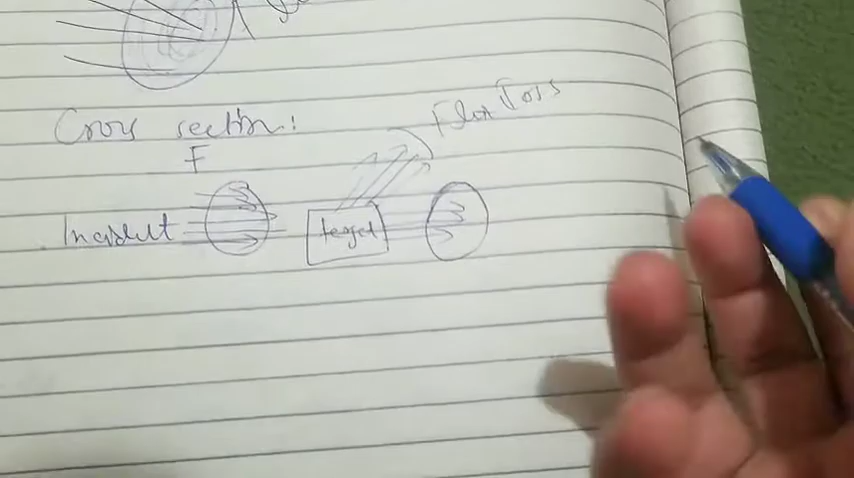 Cross section:
Flux loss
F
Incident
target